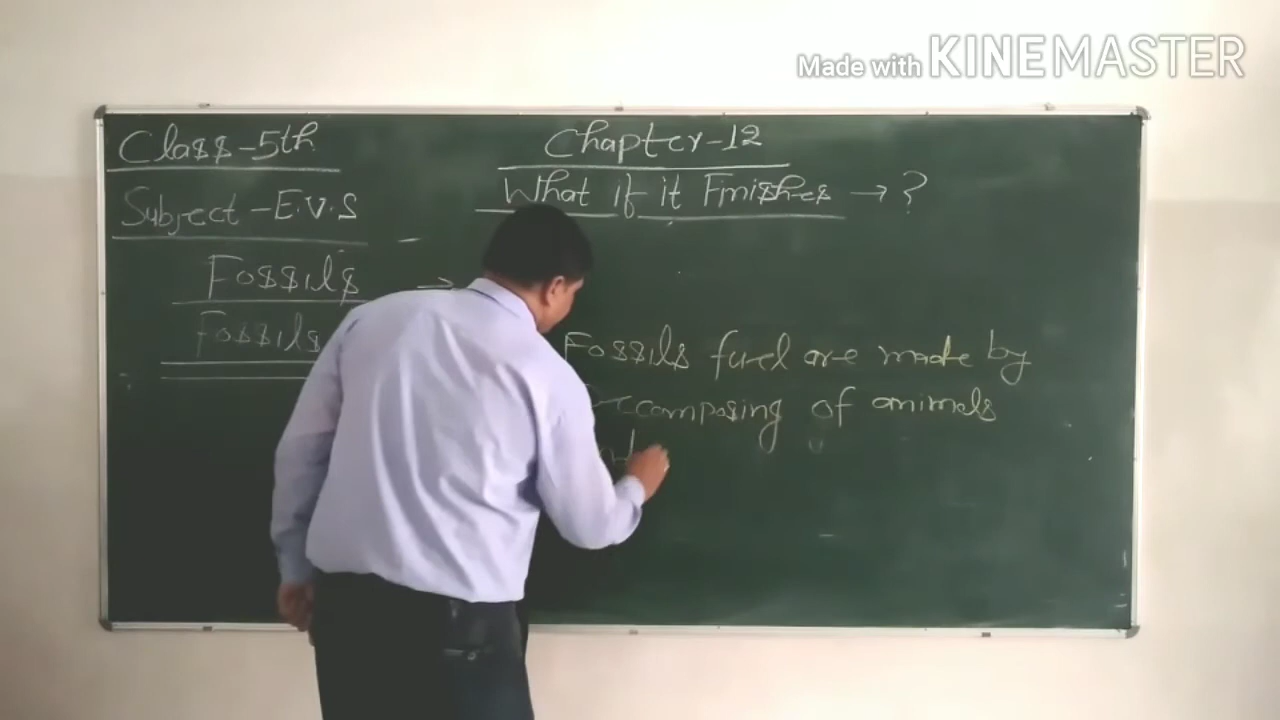 Made with KINEMASTER
Class-5th
Chapter-12
What if it Finishes → ?
Subject-E.V.S
Fossils →
Fossils
Fossils fuel are made by
Decomposing of animals